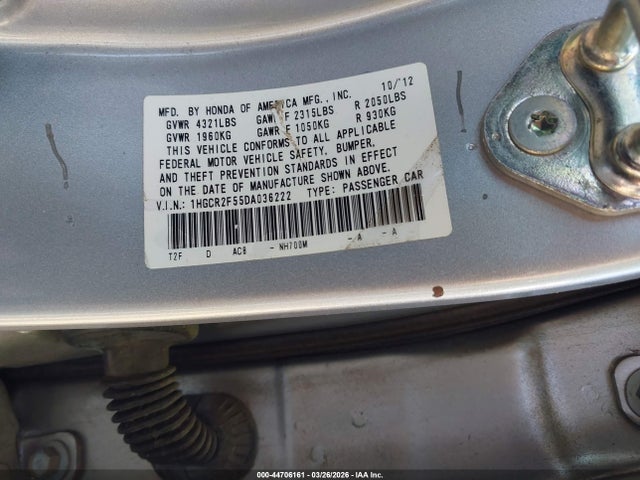 MFD. BY HONDA OF AMERICA MFG., INC. 10/'12
GVWR 4321LBS GAWR F 2315LBS R 2050LBS
GVWR 1960KG GAWR F 1050KG R 930KG
THIS VEHICLE CONFORMS TO ALL APPLICABLE
FEDERAL MOTOR VEHICLE SAFETY, BUMPER,
AND THEFT PREVENTION STANDARDS IN EFFECT
ON THE DATE OF MANUFACTURE SHOWN ABOVE.
V.I.N.: 1HGCR2F55DA036222 TYPE: PASSENGER CAR
T2F D AC8 - NH700M - A - A
000-44706161 | 03/26/2026 | IAA Inc.